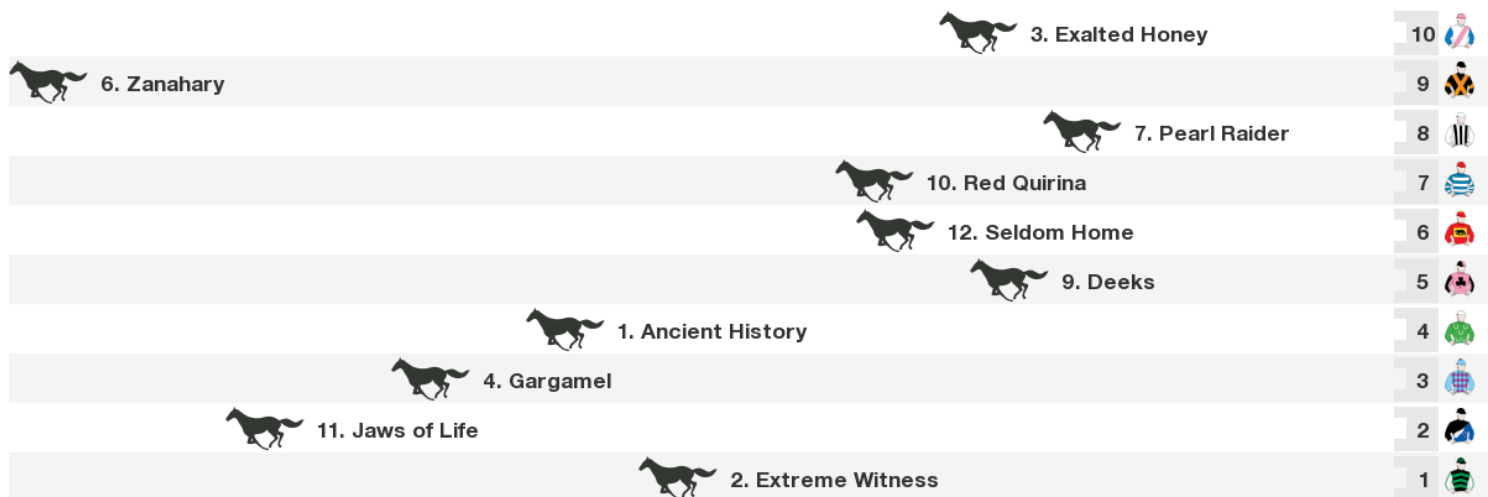 3. Exalted Honey 10
6. Zanahary 9
7. Pearl Raider 8
10. Red Quirina 7
12. Seldom Home 6
9. Deeks 5
1. Ancient History 4
4. Gargamel 3
11. Jaws of Life 2
2. Extreme Witness 1